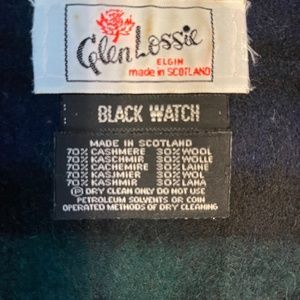 Glen Lossie
ELGIN
made in SCOTLAND
BLACK WATCH
MADE IN SCOTLAND
70% CASHMERE 30% WOOL
70% KASCHMIR 30% WOLLE
70% CACHEMIRE 30% LAINE
70% KASJMIER 30% WOL
70% KASHMIR 30% LANA
Ⓟ DRY CLEAN ONLY DO NOT USE
PETROLEUM SOLVENTS OR COIN
OPERATED METHODS OF DRY CLEANING